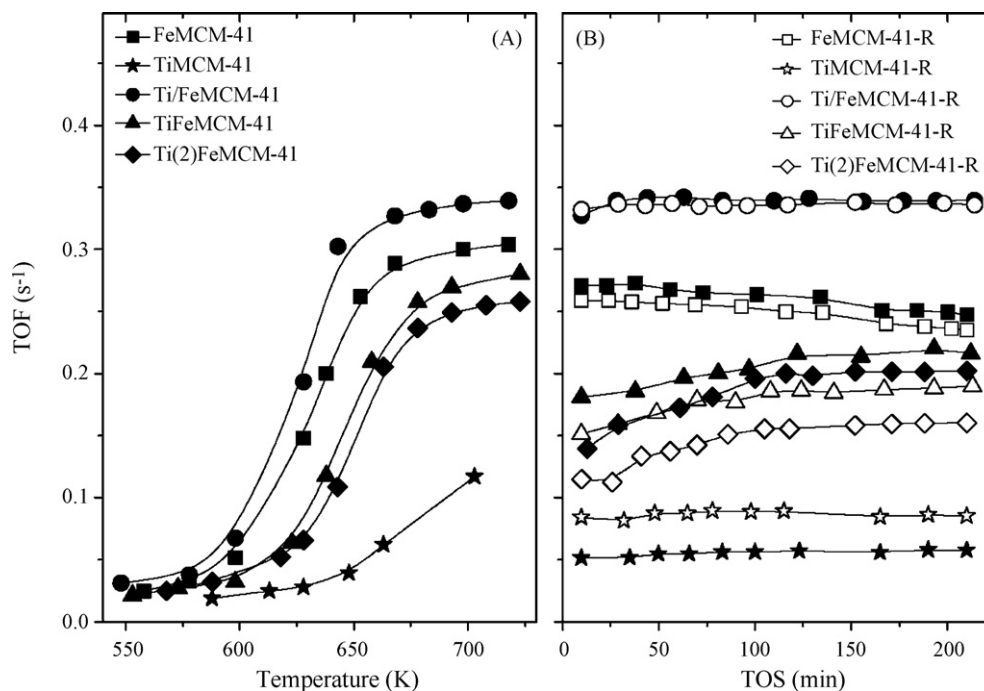 (A)
FeMCM-41
TiMCM-41
Ti/FeMCM-41
TiFeMCM-41
Ti(2)FeMCM-41
TOF (s⁻¹)
0.4
0.3
0.2
0.1
0.0
550
600
650
700
Temperature (K)
(B)
FeMCM-41-R
TiMCM-41-R
Ti/FeMCM-41-R
TiFeMCM-41-R
Ti(2)FeMCM-41-R
0
50
100
150
200
TOS (min)